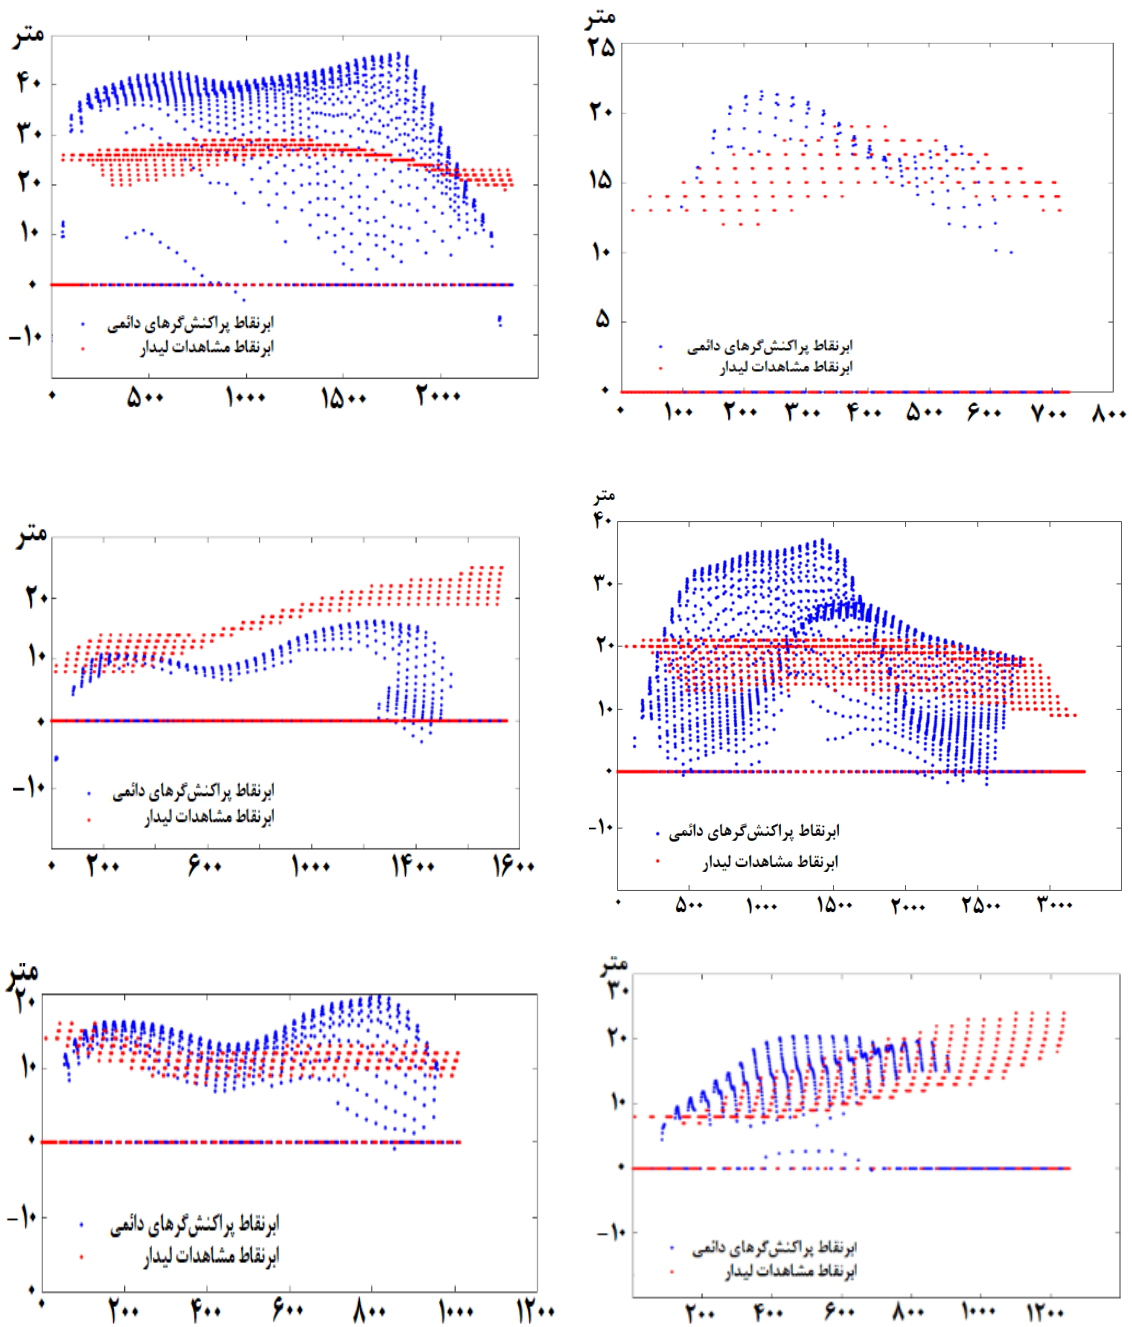 متر
۴۰
۳۰
۲۰
۱۰
۰
-۱۰
ابرنقاط پراکنش‌گرهای دائمی
ابرنقاط مشاهدات لیدار
۰ ۵۰۰ ۱۰۰۰ ۱۵۰۰ ۲۰۰۰
متر
۲۵
۲۰
۱۵
۱۰
۵
۰
ابرنقاط پراکنش‌گرهای دائمی
ابرنقاط مشاهدات لیدار
۰ ۱۰۰ ۲۰۰ ۳۰۰ ۴۰۰ ۵۰۰ ۶۰۰ ۷۰۰ ۸۰۰
متر
۲۰
۱۰
۰
-۱۰
ابرنقاط پراکنش‌گرهای دائمی
ابرنقاط مشاهدات لیدار
۰ ۲۰۰ ۶۰۰ ۱۰۰۰ ۱۴۰۰ ۱۶۰۰
متر
۴۰
۳۰
۲۰
۱۰
۰
-۱۰
ابرنقاط پراکنش‌گرهای دائمی
ابرنقاط مشاهدات لیدار
۰ ۵۰۰ ۱۰۰۰ ۱۵۰۰ ۲۰۰۰ ۲۵۰۰ ۳۰۰۰
متر
۲۰
۱۰
۰
-۱۰
ابرنقاط پراکنش‌گرهای دائمی
ابرنقاط مشاهدات لیدار
۰
۰ ۲۰۰ ۴۰۰ ۶۰۰ ۸۰۰ ۱۰۰۰ ۱۲۰۰
متر
۳۰
۲۰
۱۰
۰
-۱۰
ابرنقاط پراکنش‌گرهای دائمی
ابرنقاط مشاهدات لیدار
۲۰۰ ۴۰۰ ۶۰۰ ۸۰۰ ۱۰۰۰ ۱۲۰۰